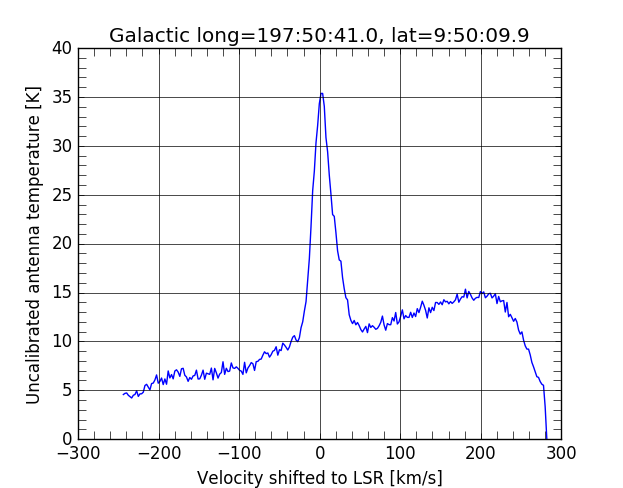 Galactic long=197:50:41.0, lat=9:50:09.9
40
35
30
25
20
15
10
5
0
Uncalibrated antenna temperature [K]
−300 −200 −100 0 100 200 300
Velocity shifted to LSR [km/s]